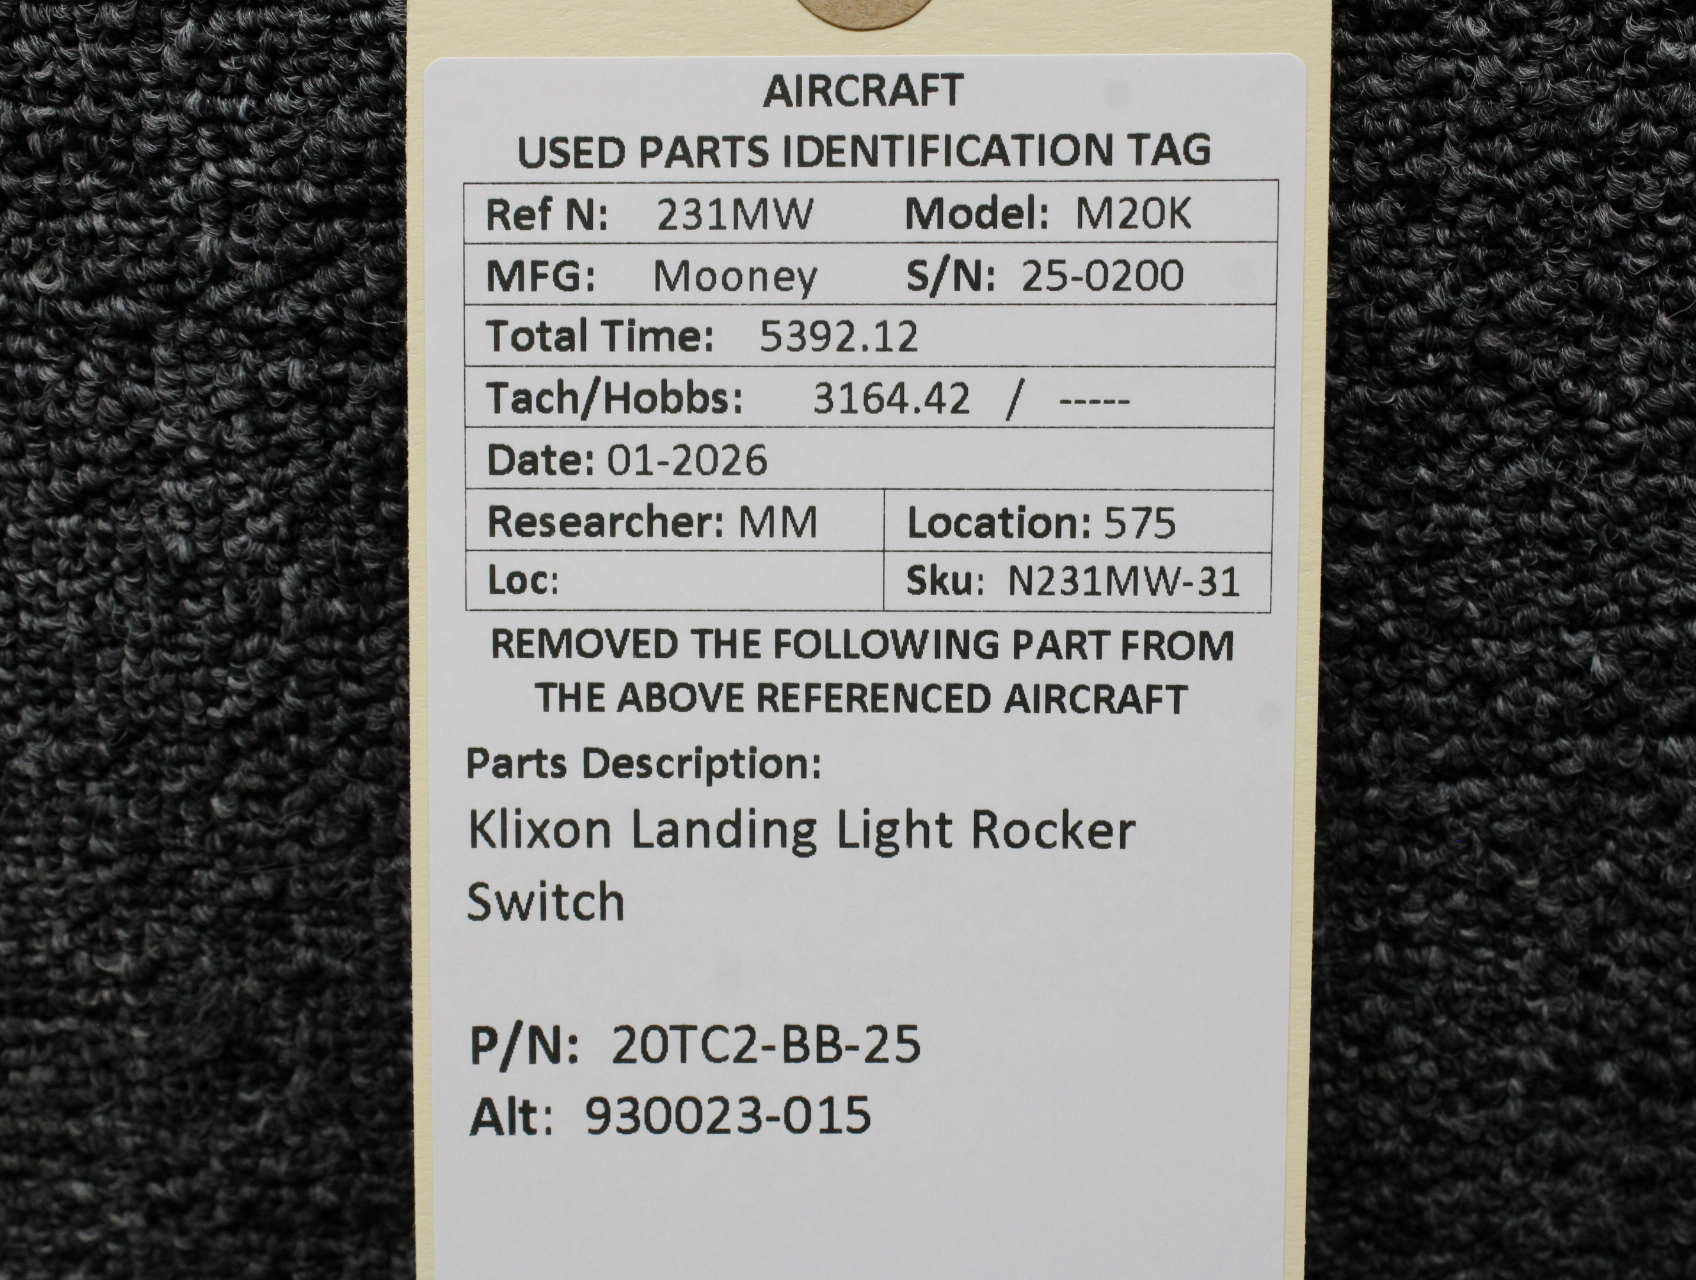 AIRCRAFT
USED PARTS IDENTIFICATION TAG
Ref N: 231MW Model: M20K
MFG: Mooney S/N: 25-0200
Total Time: 5392.12
Tach/Hobbs: 3164.42 / -----
Date: 01-2026
Researcher: MM Location: 575
Loc: Sku: N231MW-31
REMOVED THE FOLLOWING PART FROM
THE ABOVE REFERENCED AIRCRAFT
Parts Description:
Klixon Landing Light Rocker
Switch
P/N: 20TC2-BB-25
Alt: 930023-015